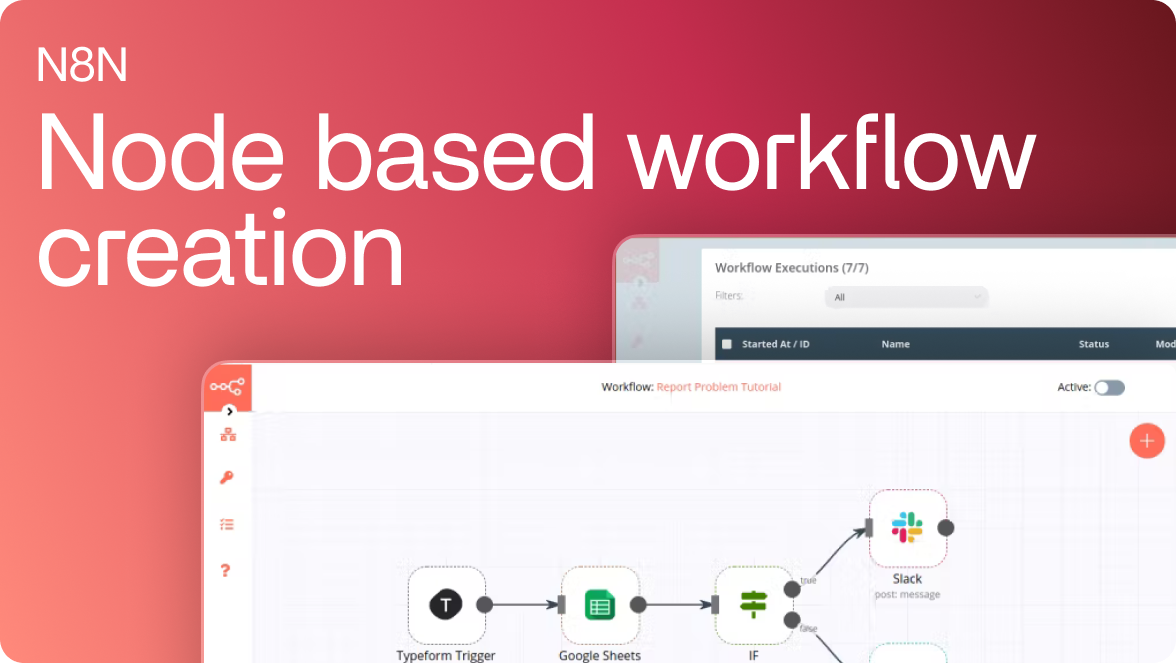 N8N
Node based workflow
creation
Workflow Executions (7/7)
Filters:
All
Started At / ID Name Status Mod
Workflow: Report Problem Tutorial
Active:
T
true
false
Slack
post: message
Typeform Trigger
Google Sheets
IF